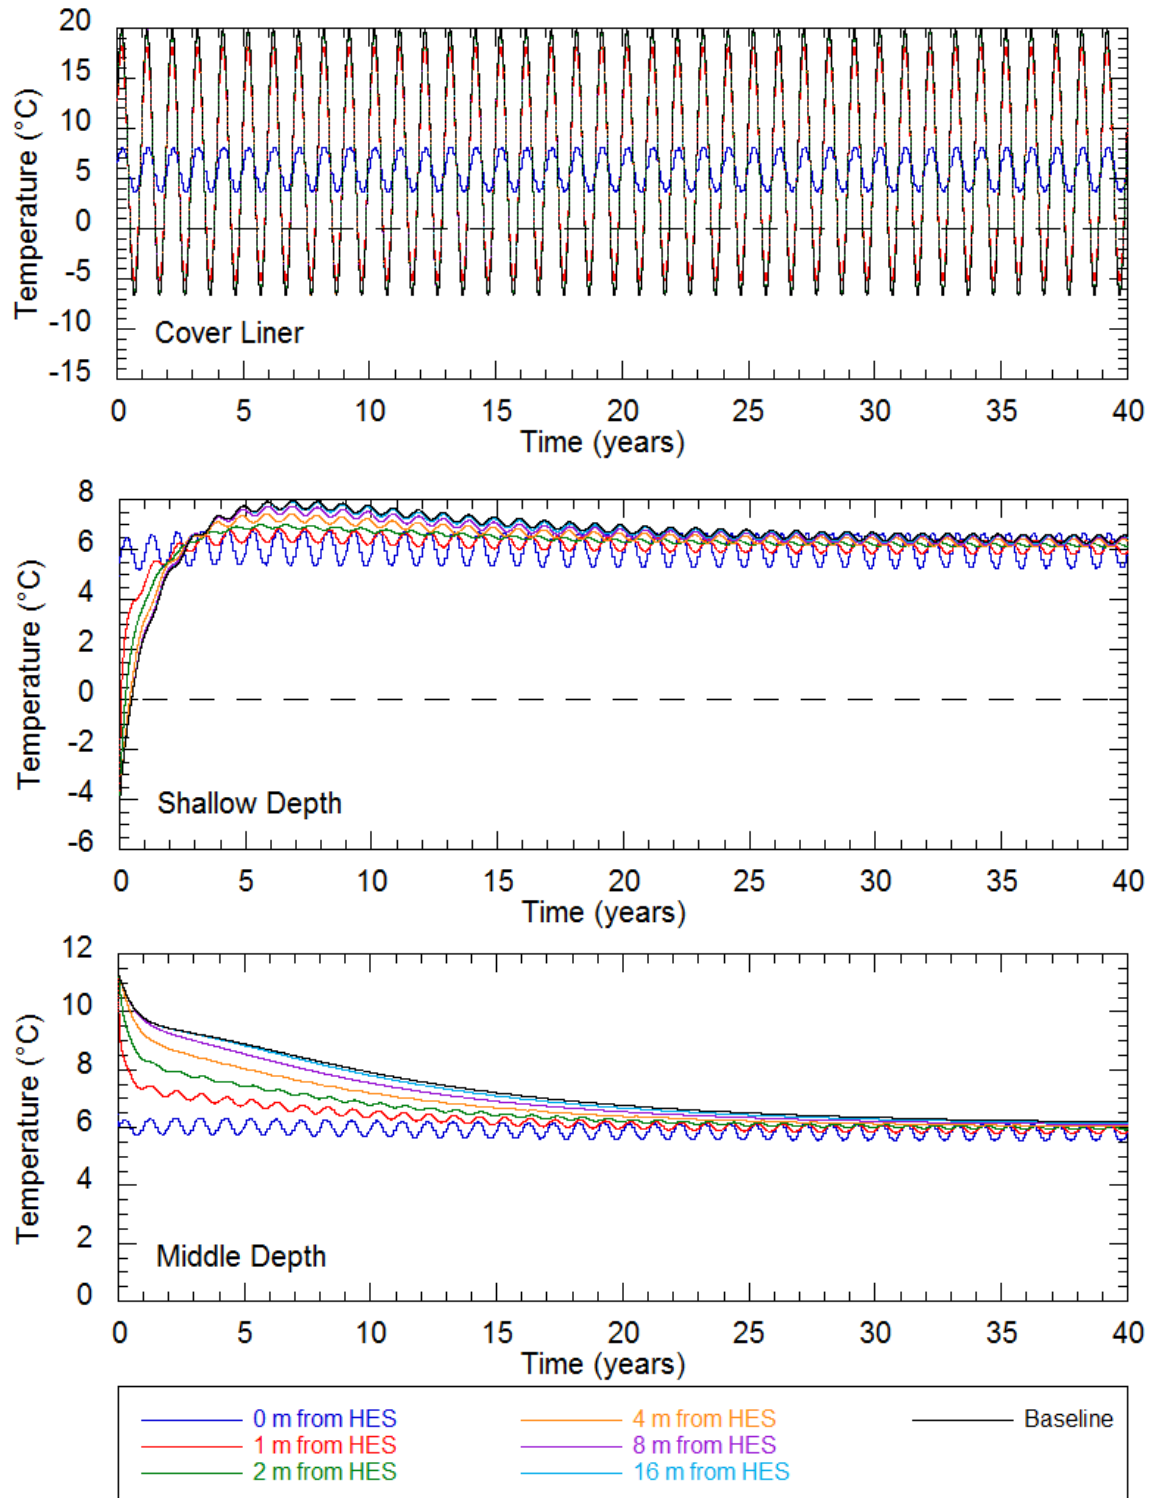 20
15
10
5
0
-5
-10
-15
Temperature (°C)
Cover Liner
0 5 10 15 20 25 30 35 40
Time (years)
8
6
4
2
0
-2
-4
-6
Temperature (°C)
Shallow Depth
0 5 10 15 20 25 30 35 40
Time (years)
12
10
8
6
4
2
0
Temperature (°C)
Middle Depth
0 5 10 15 20 25 30 35 40
Time (years)
0 m from HES 4 m from HES Baseline
1 m from HES 8 m from HES
2 m from HES 16 m from HES